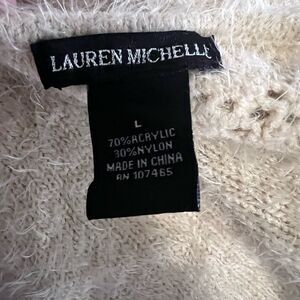 LAUREN MICHELLE
L
70%ACRYLIC
30%NYLON
MADE IN CHINA
RN 107465